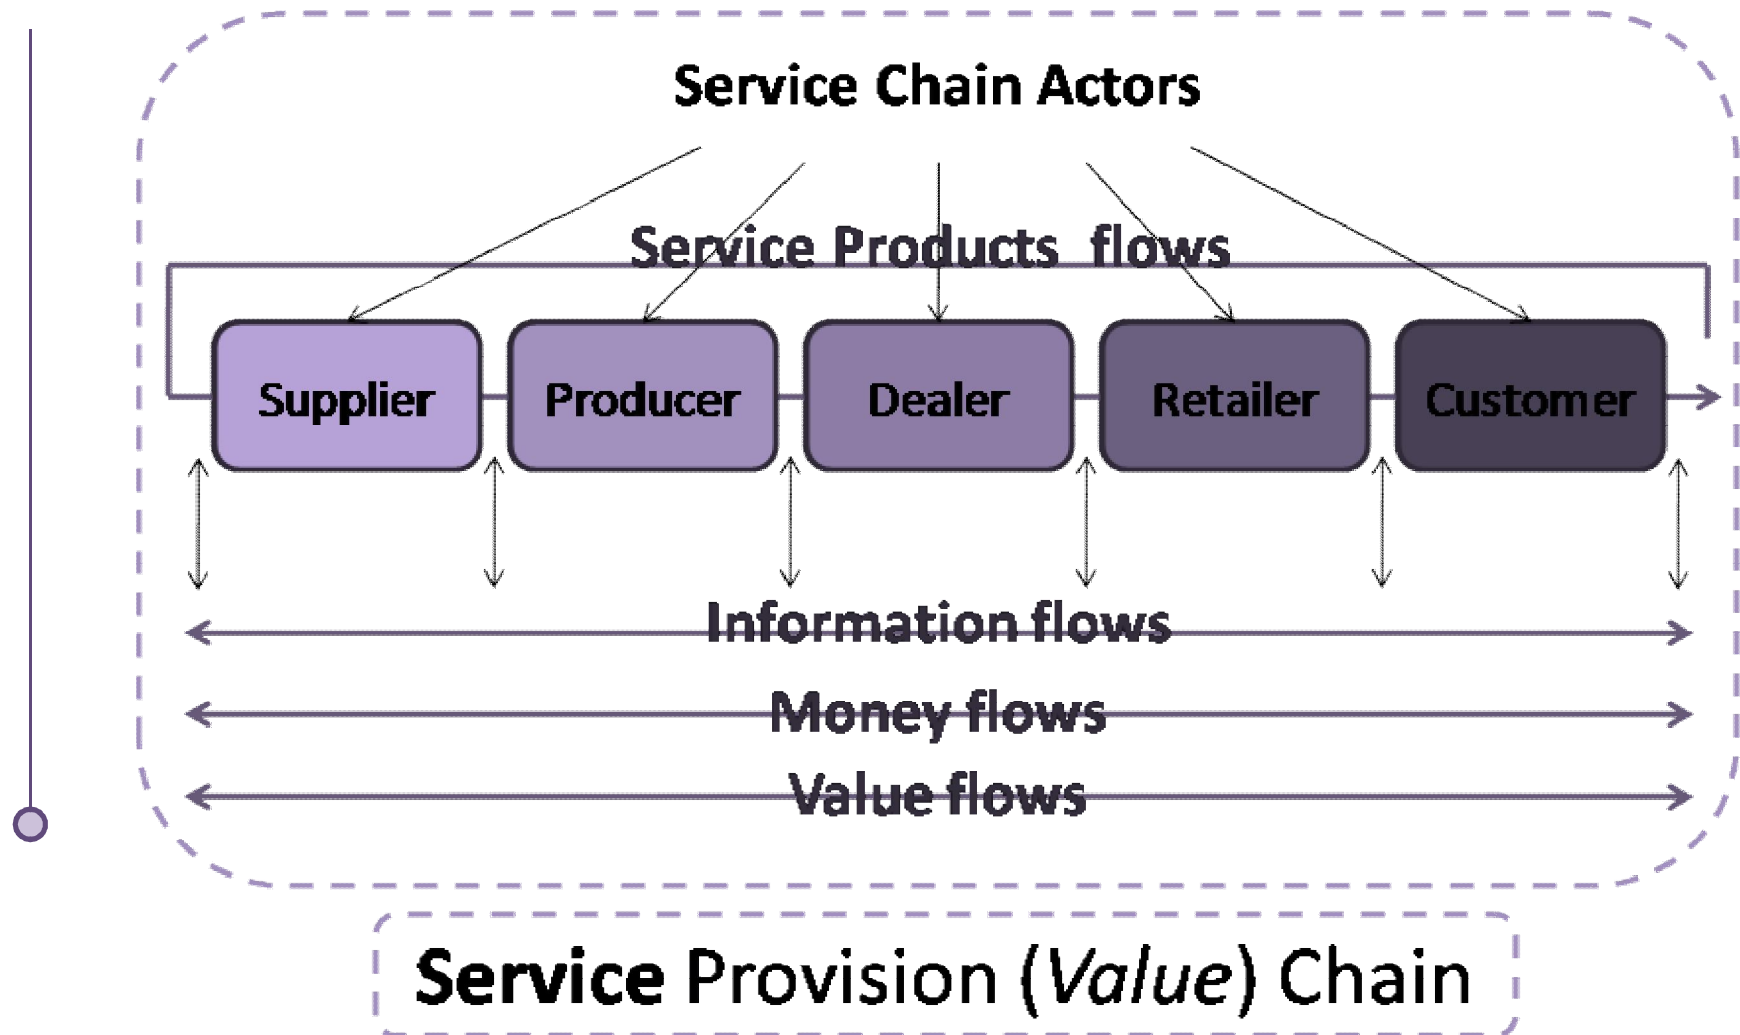 Service Chain Actors
Service Products flows
Supplier
Producer
Dealer
Retailer
Customer
Information flows
Money flows
Value flows
Service Provision (Value) Chain